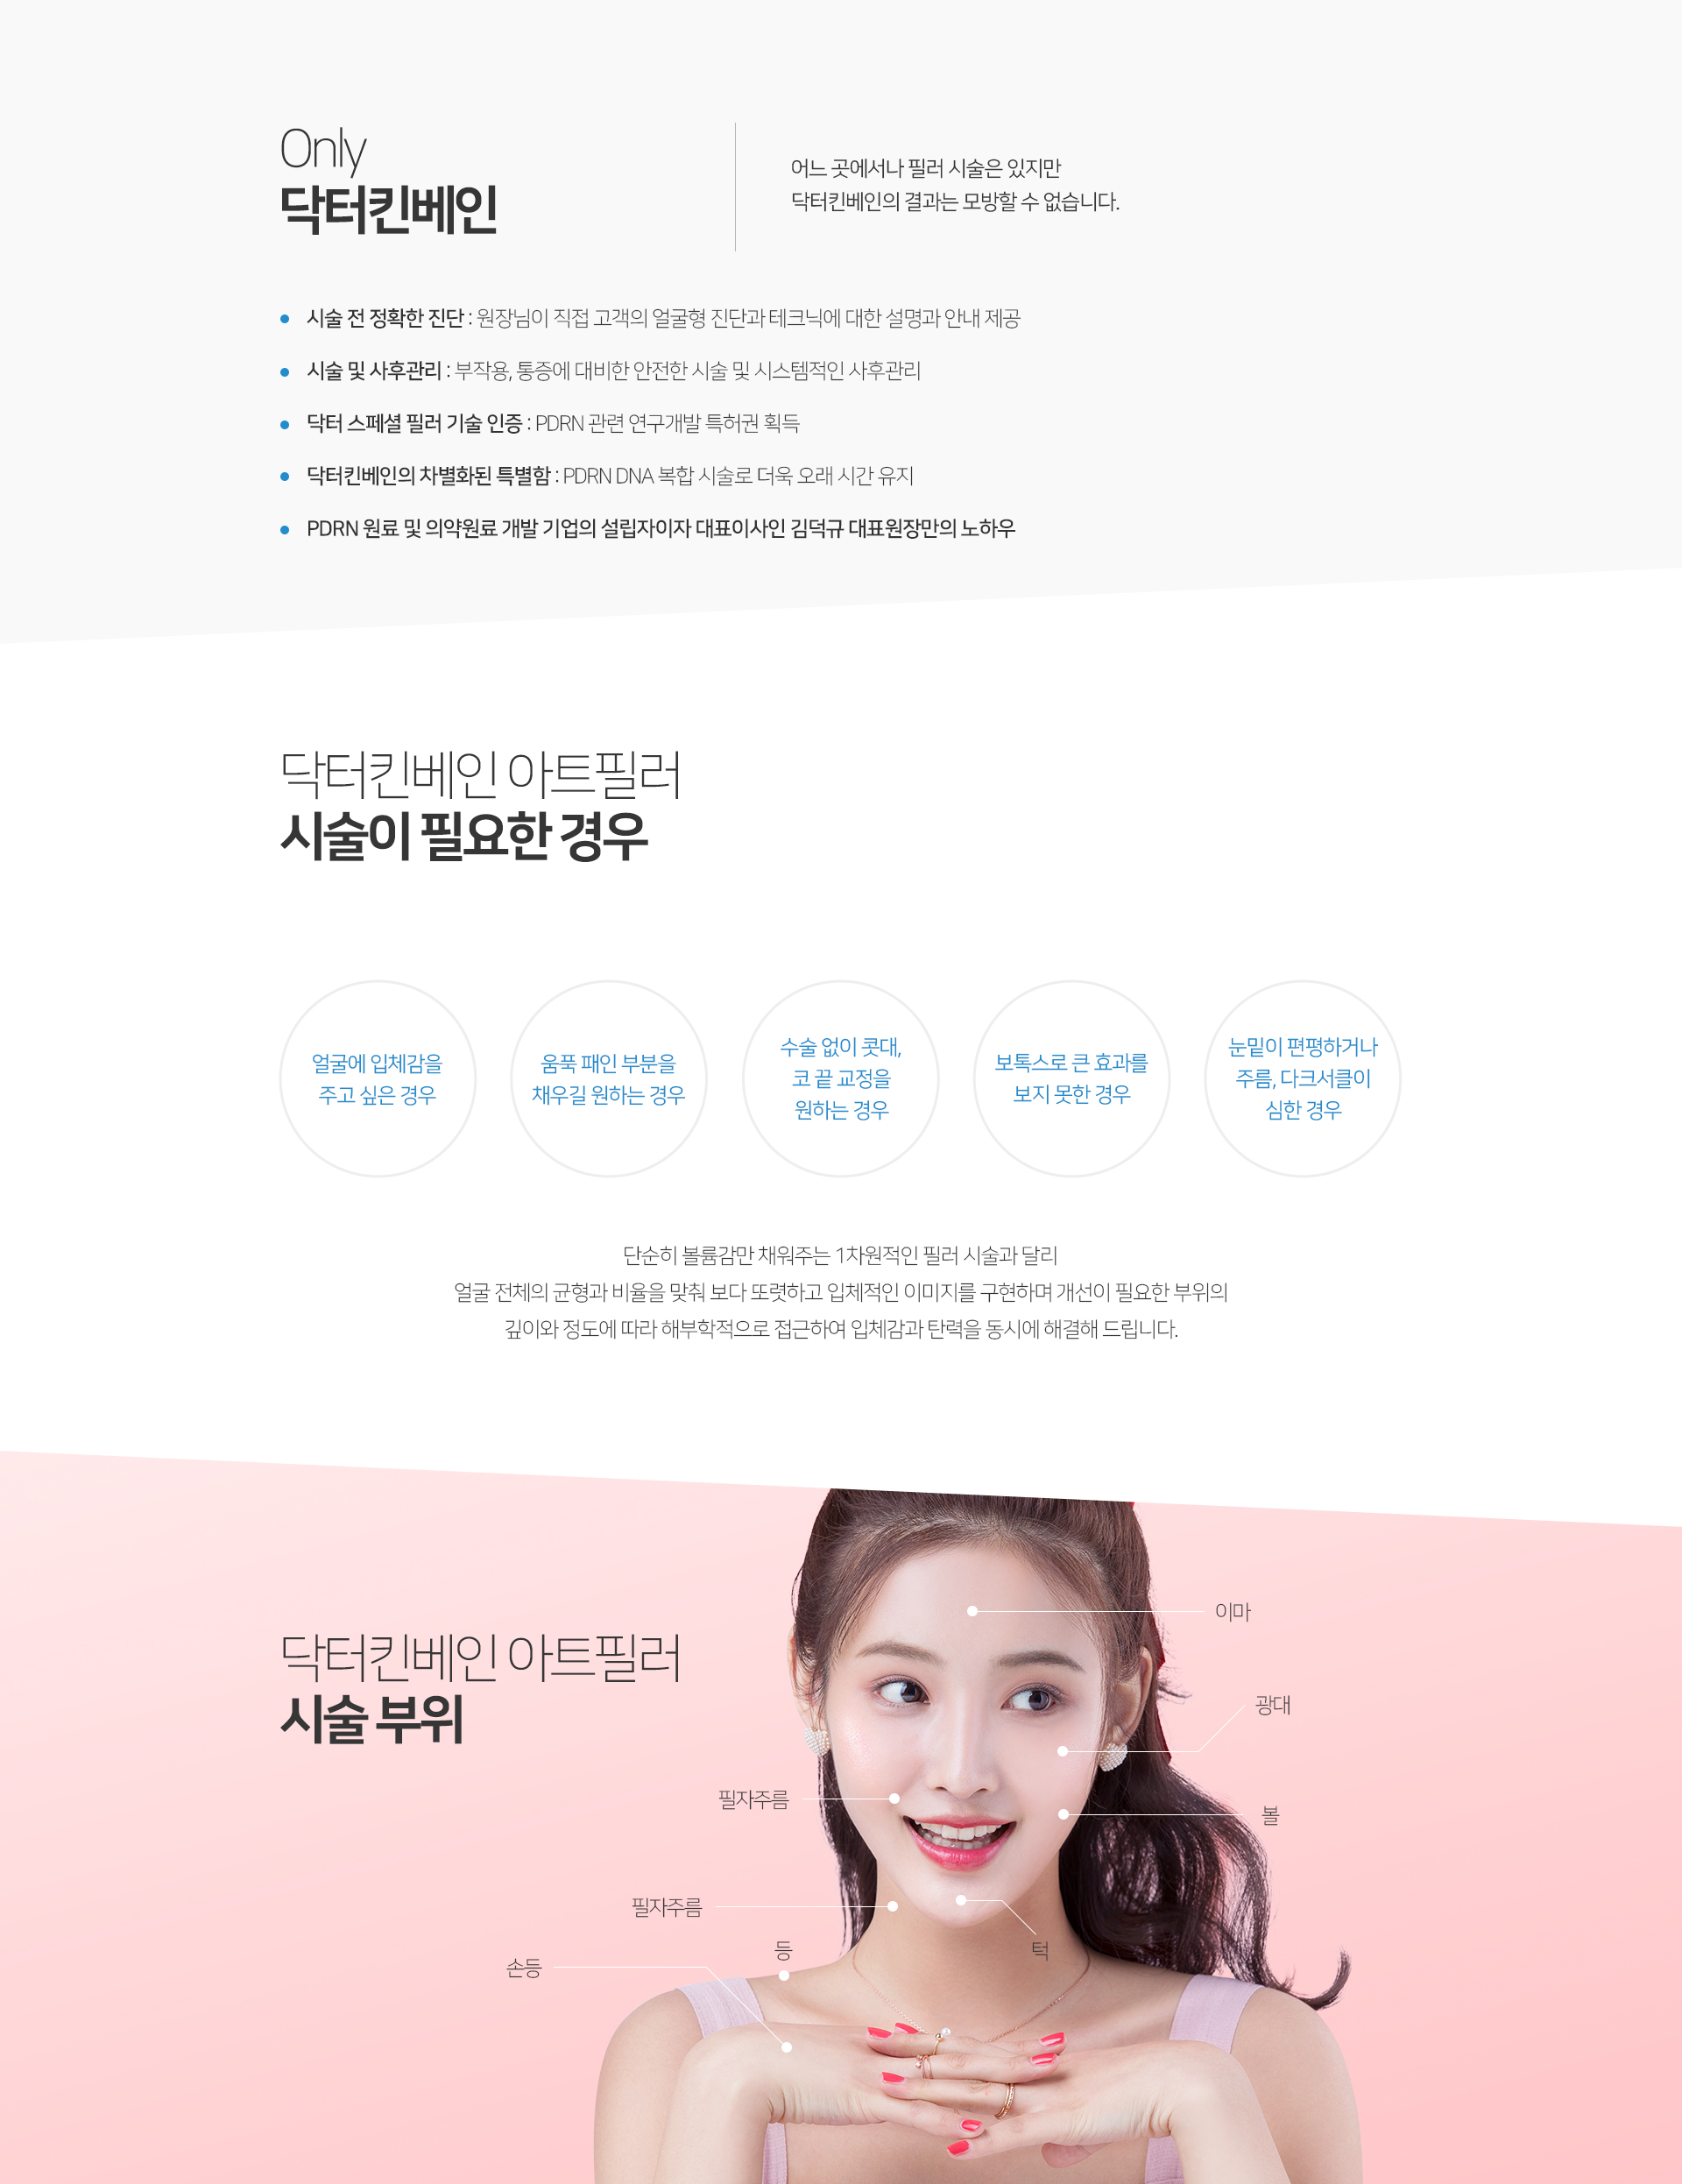 Only
닥터킨베인
어느 곳에서나 필러 시술은 있지만
닥터킨베인의 결과는 모방할 수 없습니다.
시술 전 정확한 진단 : 원장님이 직접 고객의 얼굴형 진단과 테크닉에 대한 설명과 안내 제공
시술 및 사후관리 : 부작용, 통증에 대비한 안전한 시술 및 시스템적인 사후관리
닥터 스페셜 필러 기술 인증 : PDRN 관련 연구개발 특허권 획득
닥터킨베인의 차별화된 특별함 : PDRN DNA 복합 시술로 더욱 오래 시간 유지
PDRN 원료 및 의약원료 개발 기업의 설립자이자 대표이사인 김덕규 대표원장만의 노하우
닥터킨베인 아트필러
시술이 필요한 경우
얼굴에 입체감을
주고 싶은 경우
움푹 패인 부분을
채우길 원하는 경우
수술 없이 콧대,
코 끝 교정을
원하는 경우
보톡스로 큰 효과를
보지 못한 경우
눈밑이 편평하거나
주름, 다크서클이
심한 경우
단순히 볼륨감만 채워주는 1차원적인 필러 시술과 달리
얼굴 전체의 균형과 비율을 맞춰 보다 또렷하고 입체적인 이미지를 구현하며 개선이 필요한 부위의
깊이와 정도에 따라 해부학적으로 접근하여 입체감과 탄력을 동시에 해결해 드립니다.
닥터킨베인 아트필러
시술 부위
이마
광대
필자주름
볼
필자주름
등
턱
손등